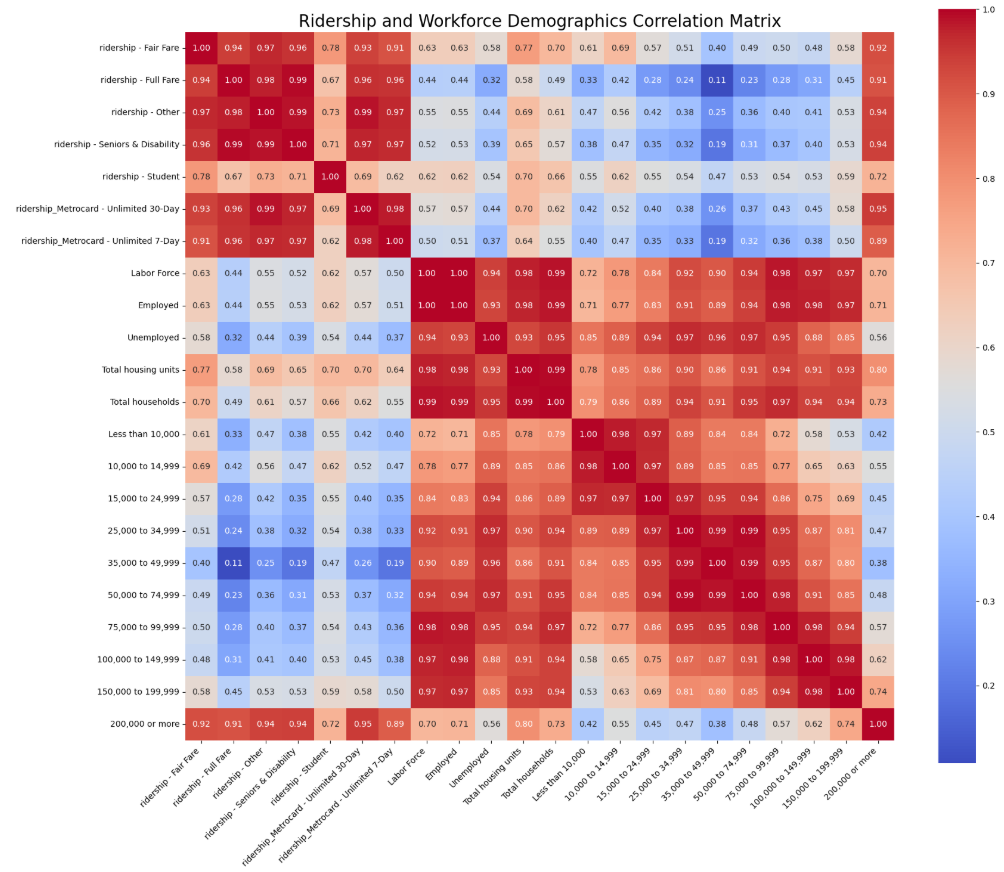 Ridership and Workforce Demographics Correlation Matrix
ridership - Fair Fare 1.00 0.94 0.97 0.96 0.78 0.93 0.91 0.63 0.63 0.58 0.77 0.70 0.61 0.69 0.57 0.51 0.40 0.49 0.50 0.48 0.58 0.92
ridership - Full Fare 0.94 1.00 0.98 0.99 0.67 0.96 0.96 0.44 0.44 0.32 0.58 0.49 0.33 0.42 0.28 0.24 0.11 0.23 0.28 0.31 0.45 0.91
ridership - Other 0.97 0.98 1.00 0.99 0.73 0.99 0.97 0.55 0.55 0.44 0.69 0.61 0.47 0.56 0.42 0.38 0.25 0.36 0.40 0.41 0.53 0.94
ridership - Seniors & Disability 0.96 0.99 0.99 1.00 0.71 0.97 0.97 0.52 0.53 0.39 0.65 0.57 0.38 0.47 0.35 0.32 0.19 0.31 0.37 0.40 0.53 0.94
ridership - Student 0.78 0.67 0.73 0.71 1.00 0.69 0.62 0.62 0.62 0.54 0.70 0.66 0.55 0.62 0.55 0.54 0.47 0.53 0.54 0.53 0.59 0.72
ridership_Metrocard - Unlimited 30-Day 0.93 0.96 0.99 0.97 0.69 1.00 0.98 0.57 0.57 0.44 0.70 0.62 0.42 0.52 0.40 0.38 0.26 0.37 0.43 0.45 0.58 0.95
ridership_Metrocard - Unlimited 7-Day 0.91 0.96 0.97 0.97 0.62 0.98 1.00 0.50 0.51 0.37 0.64 0.55 0.40 0.47 0.35 0.33 0.19 0.32 0.36 0.38 0.50 0.89
Labor Force 0.63 0.44 0.55 0.52 0.62 0.57 0.50 1.00 1.00 0.94 0.98 0.99 0.72 0.78 0.84 0.92 0.90 0.94 0.98 0.97 0.97 0.70
Employed 0.63 0.44 0.55 0.53 0.62 0.57 0.51 1.00 1.00 0.93 0.98 0.99 0.71 0.77 0.83 0.91 0.89 0.94 0.98 0.98 0.97 0.71
Unemployed 0.58 0.32 0.44 0.39 0.54 0.44 0.37 0.94 0.93 1.00 0.93 0.95 0.85 0.89 0.94 0.97 0.96 0.97 0.95 0.88 0.85 0.56
Total housing units 0.77 0.58 0.69 0.65 0.70 0.70 0.64 0.98 0.98 0.93 1.00 0.99 0.78 0.85 0.86 0.90 0.86 0.91 0.94 0.91 0.93 0.80
Total households 0.70 0.49 0.61 0.57 0.66 0.62 0.55 0.99 0.99 0.95 0.99 1.00 0.79 0.86 0.89 0.94 0.91 0.95 0.97 0.94 0.94 0.73
Less than 10,000 0.61 0.33 0.47 0.38 0.55 0.42 0.40 0.72 0.71 0.85 0.78 0.79 1.00 0.98 0.97 0.89 0.84 0.84 0.72 0.58 0.53 0.42
10,000 to 14,999 0.69 0.42 0.56 0.47 0.62 0.52 0.47 0.78 0.77 0.89 0.85 0.86 0.98 1.00 0.97 0.89 0.85 0.85 0.77 0.65 0.63 0.55
15,000 to 24,999 0.57 0.28 0.42 0.35 0.55 0.40 0.35 0.84 0.83 0.94 0.86 0.89 0.97 0.97 1.00 0.97 0.95 0.94 0.86 0.75 0.69 0.45
25,000 to 34,999 0.51 0.24 0.38 0.32 0.54 0.38 0.33 0.92 0.91 0.97 0.90 0.94 0.89 0.89 0.97 1.00 0.99 0.99 0.95 0.87 0.81 0.47
35,000 to 49,999 0.40 0.11 0.25 0.19 0.47 0.26 0.19 0.90 0.89 0.96 0.86 0.91 0.84 0.85 0.95 0.99 1.00 0.99 0.95 0.87 0.80 0.38
50,000 to 74,999 0.49 0.23 0.36 0.31 0.53 0.37 0.32 0.94 0.94 0.97 0.91 0.95 0.84 0.85 0.94 0.99 0.99 1.00 0.98 0.91 0.85 0.48
75,000 to 99,999 0.50 0.28 0.40 0.37 0.54 0.43 0.36 0.98 0.98 0.95 0.94 0.97 0.72 0.77 0.86 0.95 0.95 0.98 1.00 0.98 0.94 0.57
100,000 to 149,999 0.48 0.31 0.41 0.40 0.53 0.45 0.38 0.97 0.98 0.88 0.91 0.94 0.58 0.65 0.75 0.87 0.87 0.91 0.98 1.00 0.98 0.62
150,000 to 199,999 0.58 0.45 0.53 0.53 0.59 0.58 0.50 0.97 0.97 0.85 0.93 0.94 0.53 0.63 0.69 0.81 0.80 0.85 0.94 0.98 1.00 0.74
200,000 or more 0.92 0.91 0.94 0.94 0.72 0.95 0.89 0.70 0.71 0.56 0.80 0.73 0.42 0.55 0.45 0.47 0.38 0.48 0.57 0.62 0.74 1.00
ridership - Fair Fare
ridership - Full Fare
ridership - Other
ridership - Seniors & Disability
ridership - Student
ridership_Metrocard - Unlimited 30-Day
ridership_Metrocard - Unlimited 7-Day
Labor Force
Employed
Unemployed
Total housing units
Total households
Less than 10,000
10,000 to 14,999
15,000 to 24,999
25,000 to 34,999
35,000 to 49,999
50,000 to 74,999
75,000 to 99,999
100,000 to 149,999
150,000 to 199,999
200,000 or more
1.0
0.9
0.8
0.7
0.6
0.5
0.4
0.3
0.2